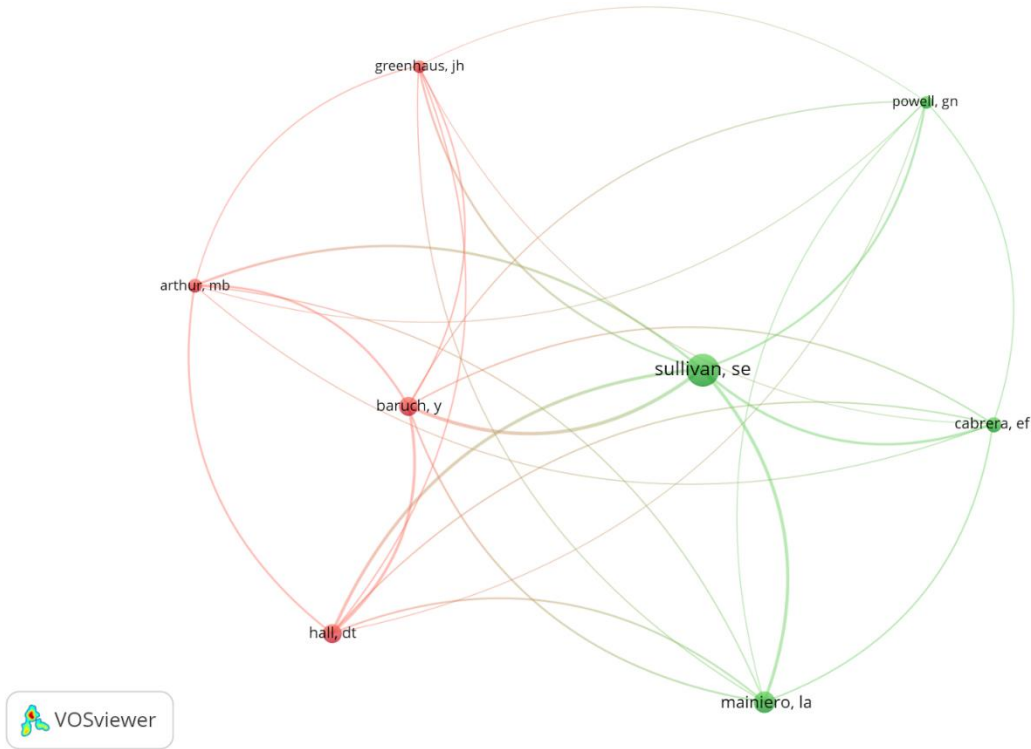 greenhaus, jh
powell, gn
arthur, mb
sullivan, se
baruch, y
cabrera, ef
hall, dt
mainiero, la
VOSviewer